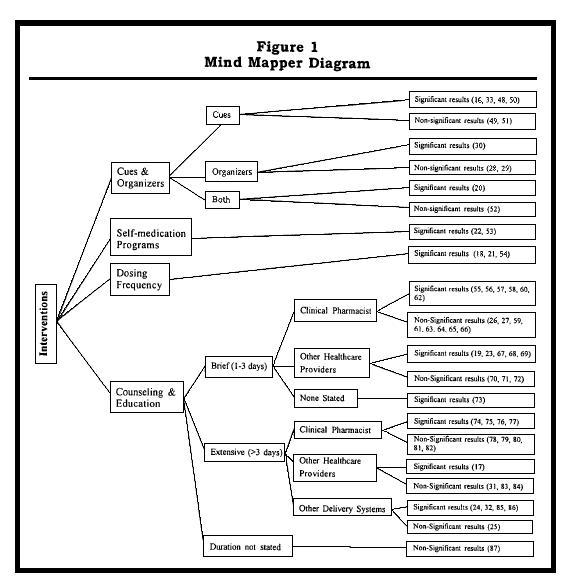 Figure 1
Mind Mapper Diagram
Interventions
Cues &
Organizers
Cues
Significant results (16, 33, 48, 50)
Non-significant results (49, 51)
Organizers
Significant results (30)
Non-significant results (28, 29)
Both
Significant results (20)
Non-significant results (52)
Self-medication
Programs
Significant results (22, 53)
Dosing
Frequency
Significant results (18, 21, 54)
Counseling &
Education
Brief (1-3 days)
Clinical Pharmacist
Significant results (55, 56, 57, 58, 60,
62)
Non-Significant results (26, 27, 59,
61, 63, 64, 65, 66)
Other Healthcare
Providers
Significant results (19, 23, 67, 68, 69)
Non-Significant results (70, 71, 72)
None Stated
Significant results (73)
Extensive (>3 days)
Clinical Pharmacist
Significant results (74, 75, 76, 77)
Non-Significant results (78, 79, 80,
81, 82)
Other Healthcare
Providers
Significant results (17)
Non-Significant results (31, 83, 84)
Other Delivery Systems
Significant results (24, 32, 85, 86)
Non-Significant results (25)
Duration not stated
Non-Significant results (87)